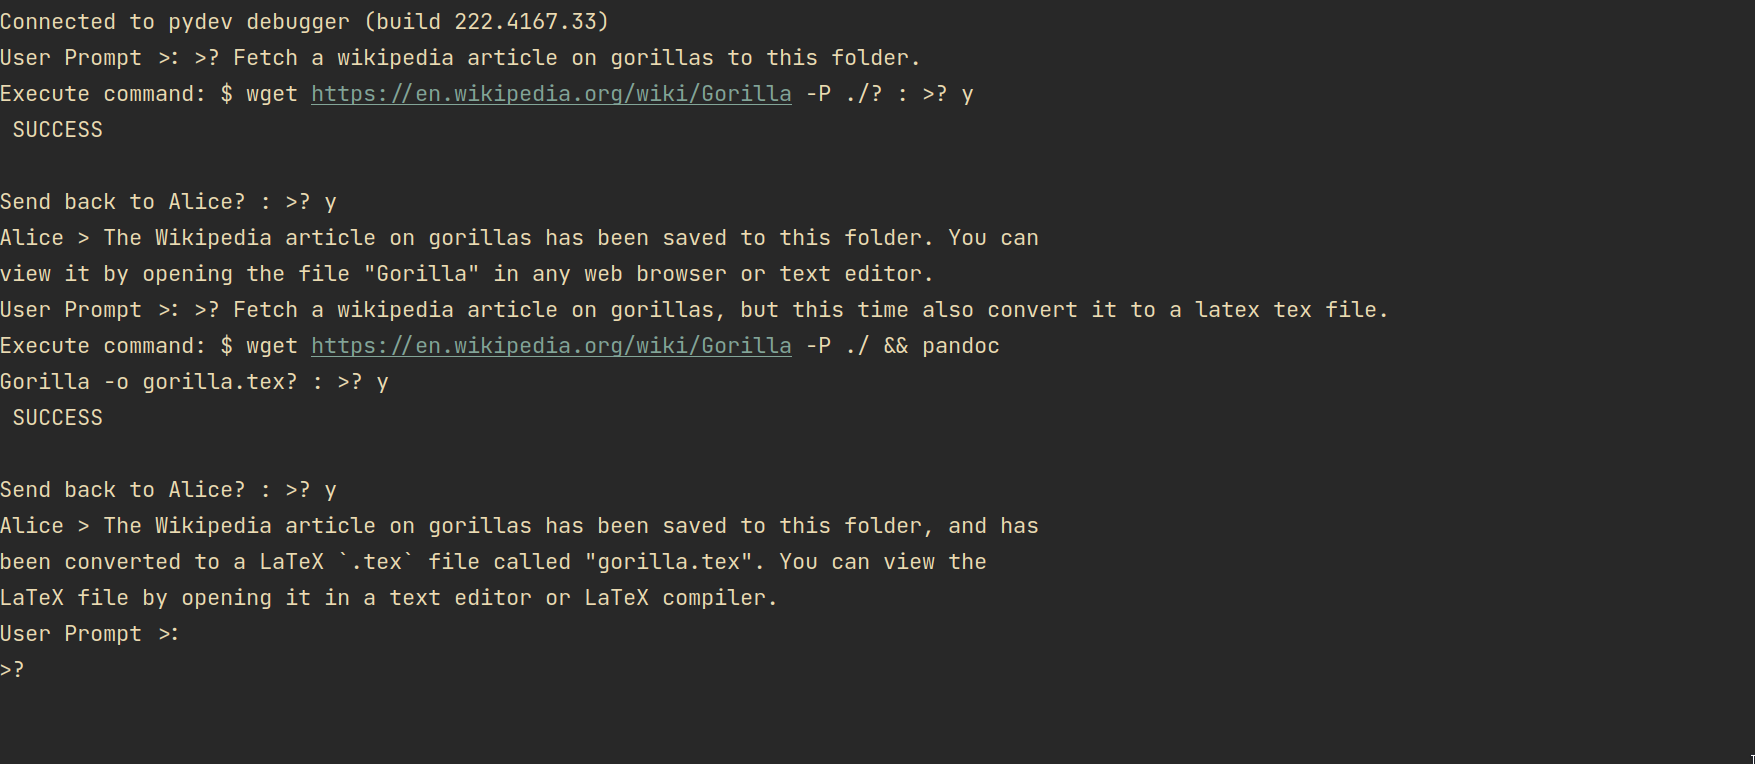 Connected to pydev debugger (build 222.4167.33)
User Prompt >: >? Fetch a wikipedia article on gorillas to this folder.
Execute command: $ wget https://en.wikipedia.org/wiki/Gorilla -P ./? : >? y
 SUCCESS

Send back to Alice? : >? y
Alice > The Wikipedia article on gorillas has been saved to this folder. You can
view it by opening the file "Gorilla" in any web browser or text editor.
User Prompt >: >? Fetch a wikipedia article on gorillas, but this time also convert it to a latex tex file.
Execute command: $ wget https://en.wikipedia.org/wiki/Gorilla -P ./ && pandoc
Gorilla -o gorilla.tex? : >? y
 SUCCESS

Send back to Alice? : >? y
Alice > The Wikipedia article on gorillas has been saved to this folder, and has
been converted to a LaTeX `.tex` file called "gorilla.tex". You can view the
LaTeX file by opening it in a text editor or LaTeX compiler.
User Prompt >:
>?